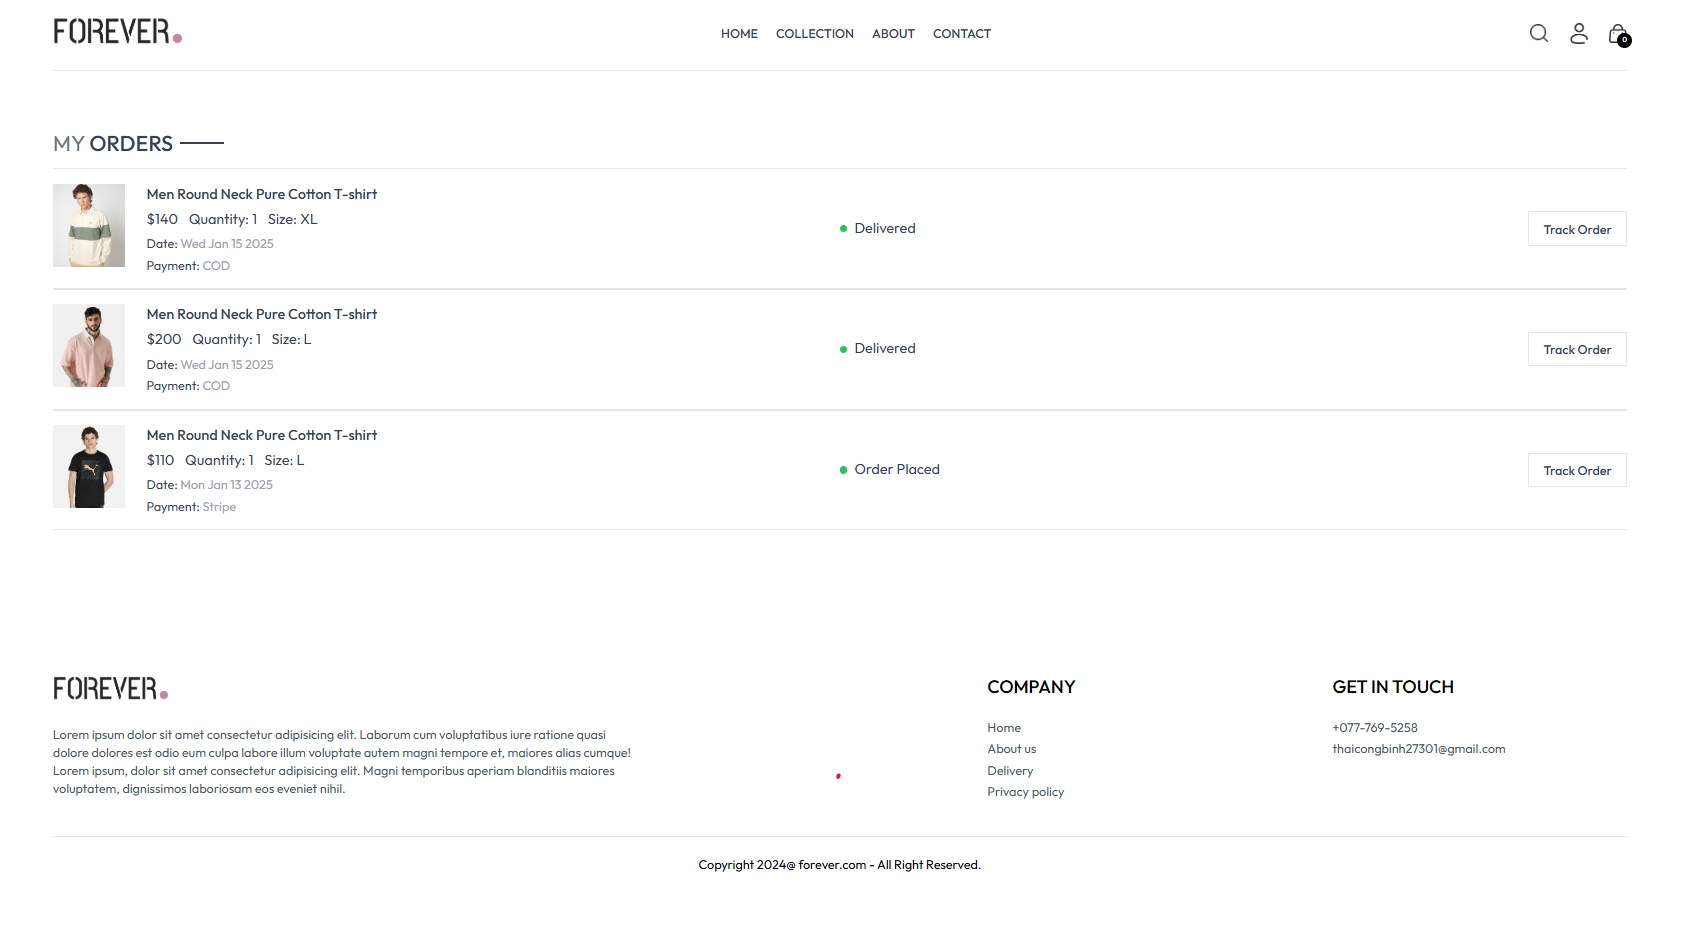 FOREVER.
HOME COLLECTION ABOUT CONTACT
0
MY ORDERS
Men Round Neck Pure Cotton T-shirt
$140 Quantity: 1 Size: XL
Date: Wed Jan 15 2025
Payment: COD
Delivered
Track Order
Men Round Neck Pure Cotton T-shirt
$200 Quantity: 1 Size: L
Date: Wed Jan 15 2025
Payment: COD
Delivered
Track Order
Men Round Neck Pure Cotton T-shirt
$110 Quantity: 1 Size: L
Date: Mon Jan 13 2025
Payment: Stripe
Order Placed
Track Order
FOREVER.
Lorem ipsum dolor sit amet consectetur adipisicing elit. Laborum cum voluptatibus iure ratione quasi
dolore dolores est odio eum culpa labore illum voluptate autem magni tempore et, maiores alias cumque!
Lorem ipsum, dolor sit amet consectetur adipisicing elit. Magni temporibus aperiam blanditiis maiores
voluptatem, dignissimos laboriosam eos eveniet nihil.
COMPANY
Home
About us
Delivery
Privacy policy
GET IN TOUCH
+077-769-5258
thaicongbinh27301@gmail.com
Copyright 2024@ forever.com - All Right Reserved.